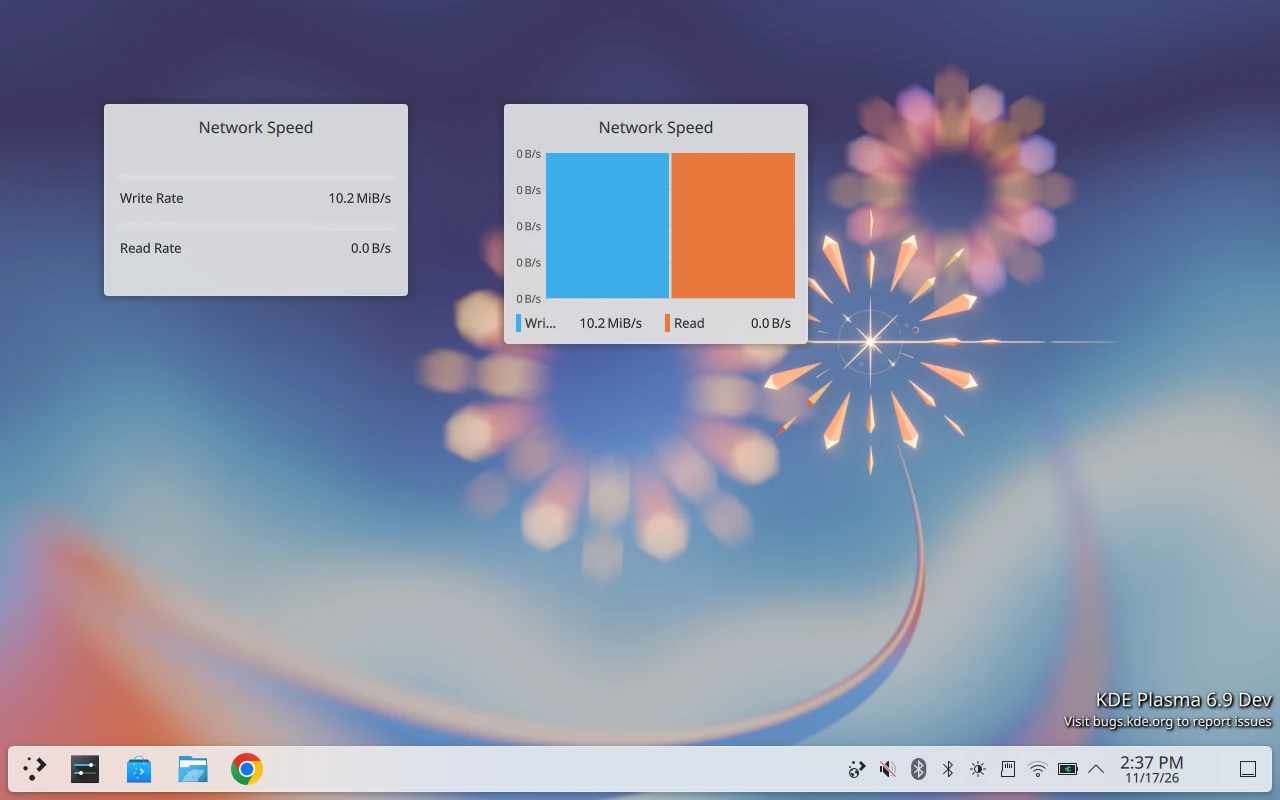 Network Speed
Write Rate 10.2 MiB/s
Read Rate 0.0 B/s
Network Speed
0 B/s
0 B/s
0 B/s
0 B/s
0 B/s
Wri... 10.2 MiB/s Read 0.0 B/s
KDE Plasma 6.9 Dev
Visit bugs.kde.org to report issues
2:37 PM
11/17/26